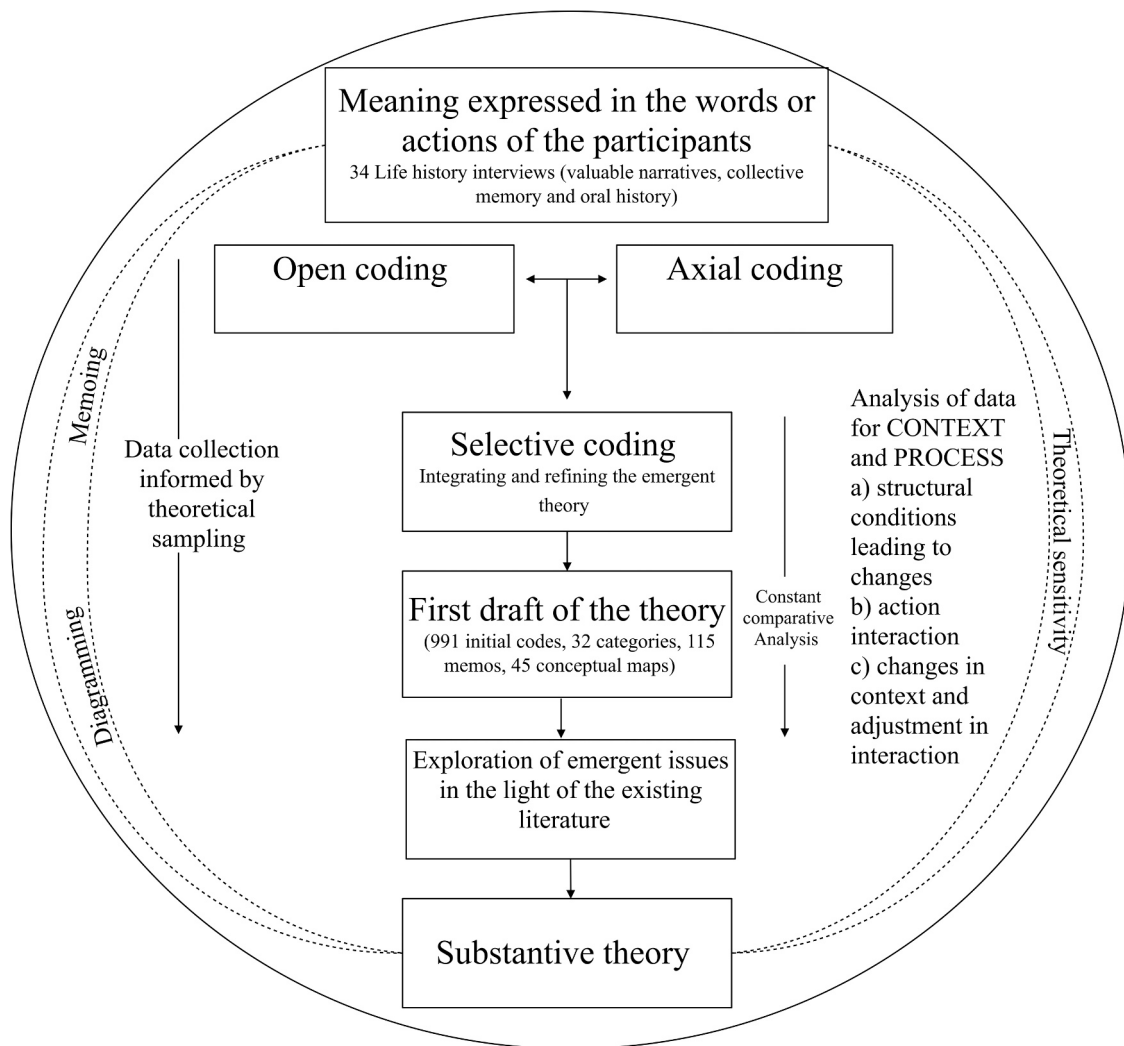 Meaning expressed in the words or
actions of the participants
34 Life history interviews (valuable narratives, collective
memory and oral history)
Open coding
Axial coding
Memoing
Diagramming
Data collection
informed by
theoretical
sampling
Selective coding
Integrating and refining the emergent
theory
First draft of the theory
(991 initial codes, 32 categories, 115
memos, 45 conceptual maps)
Exploration of emergent issues
in the light of the existing
literature
Substantive theory
Constant
comparative
Analysis
Analysis of data
for CONTEXT
and PROCESS
a) structural
conditions
leading to
changes
b) action
interaction
c) changes in
context and
adjustment in
interaction
Theoretical sensitivity